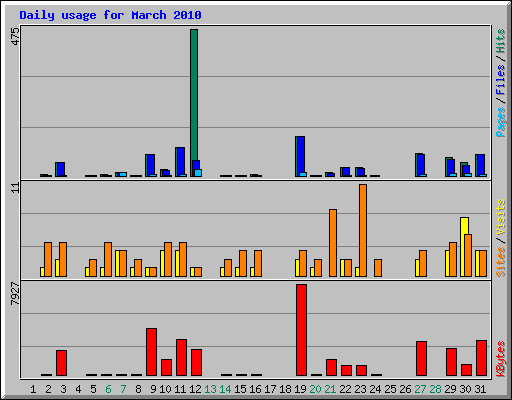 Daily usage for March 2010
475
Pages / Files / Hits
11
Sites / Visits
7927
KBytes
1 2 3 4 5 6 7 8 9 10 11 12 13 14 15 16 17 18 19 20 21 22 23 24 25 26 27 28 29 30 31